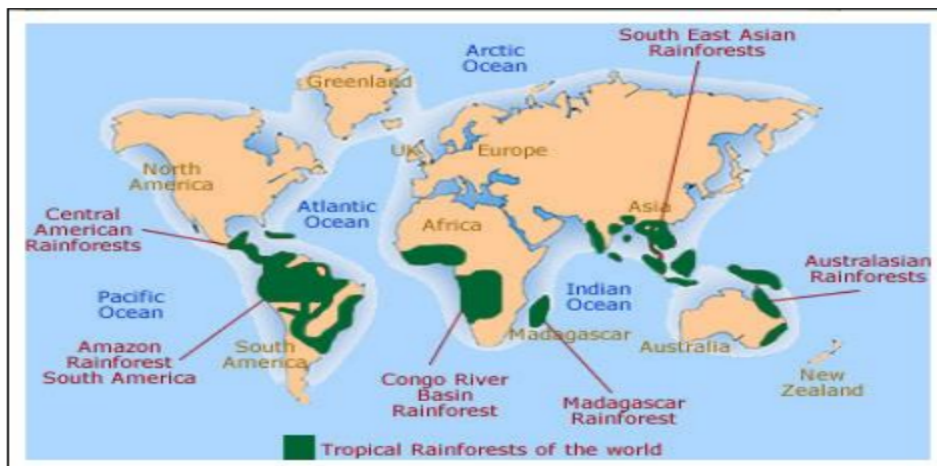 South East Asian
Rainforests
Arctic
Ocean
Greenland
UK
Europe
North
America
Central
American
Rainforests
Atlantic
Ocean
Africa
Asia
Australasian
Rainforests
Pacific
Ocean
Indian
Ocean
Amazon
Rainforest
South America
South
America
Congo River
Basin
Rainforest
Madagascar
Madagascar
Rainforest
Australia
New
Zealand
Tropical Rainforests of the world